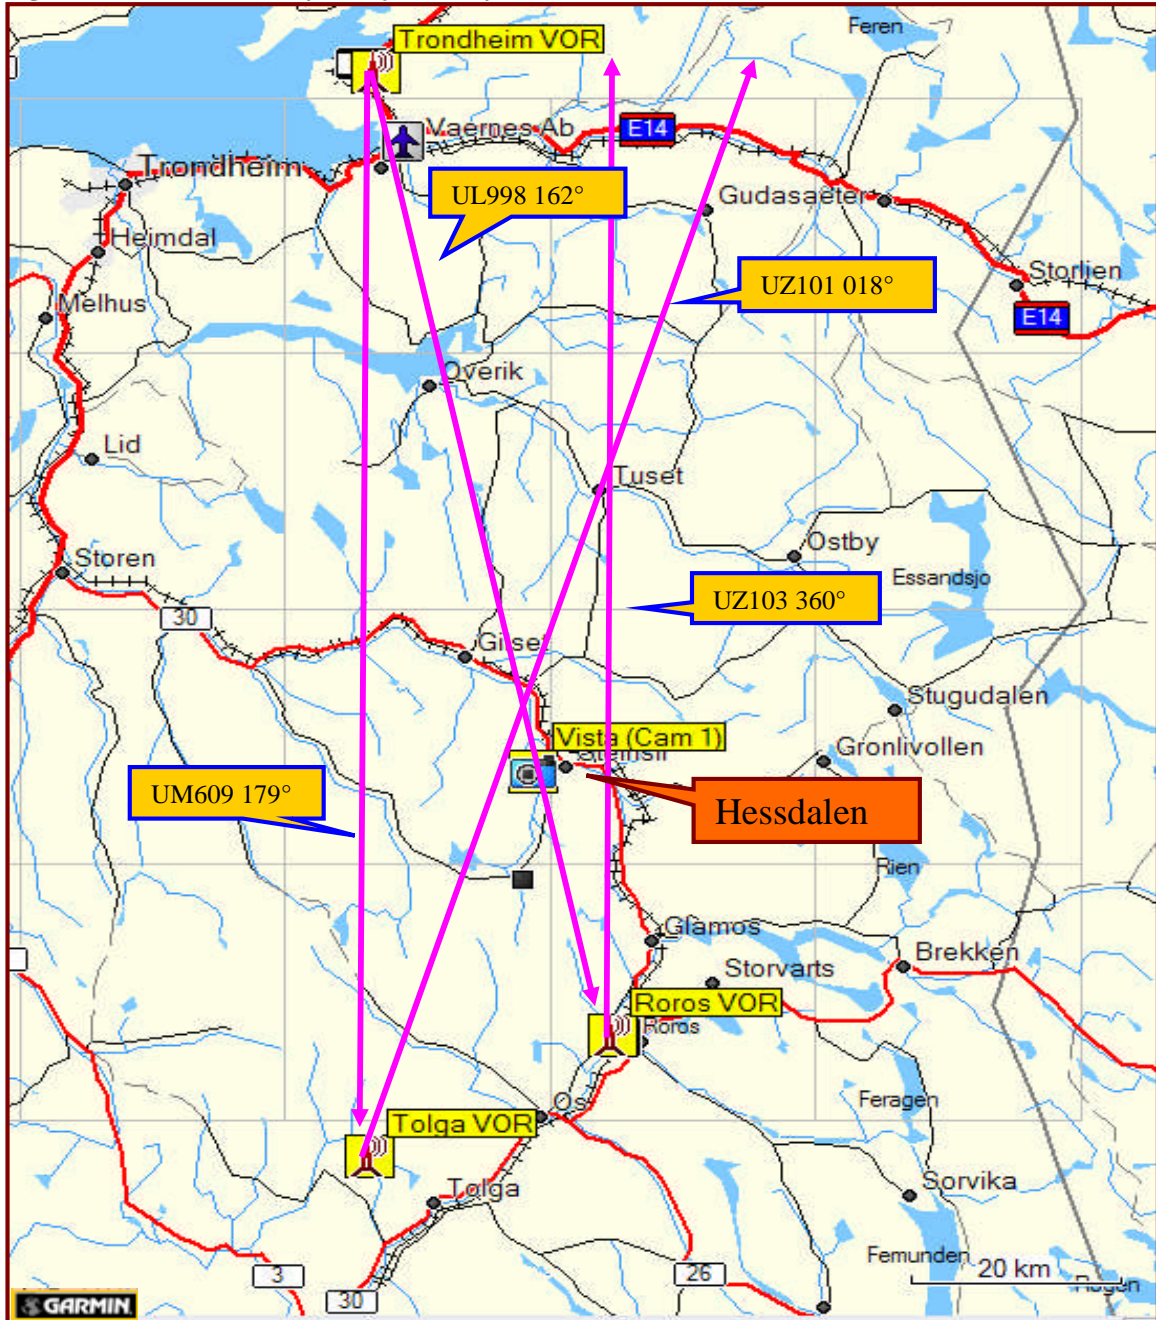 Trondheim VOR
Feren
Vaernes Ab
E14
Trondheim
UL998 162°
Gudasaeter
Heimdal
UZ101 018°
Storlien
Melhus
E14
Overik
Lid
Tuset
Ostby
Storen
Essandsjo
UZ103 360°
30
Gilset
Stugudalen
Vista (Cam 1)
Gronlivollen
UM609 179°
Hessdalen
Rien
Glamos
Brekken
Storvarts
Roros VOR
Roros
Os
Feragen
Tolga VOR
Tolga
Sorvika
Femunden
20 km
3
26
30
GARMIN